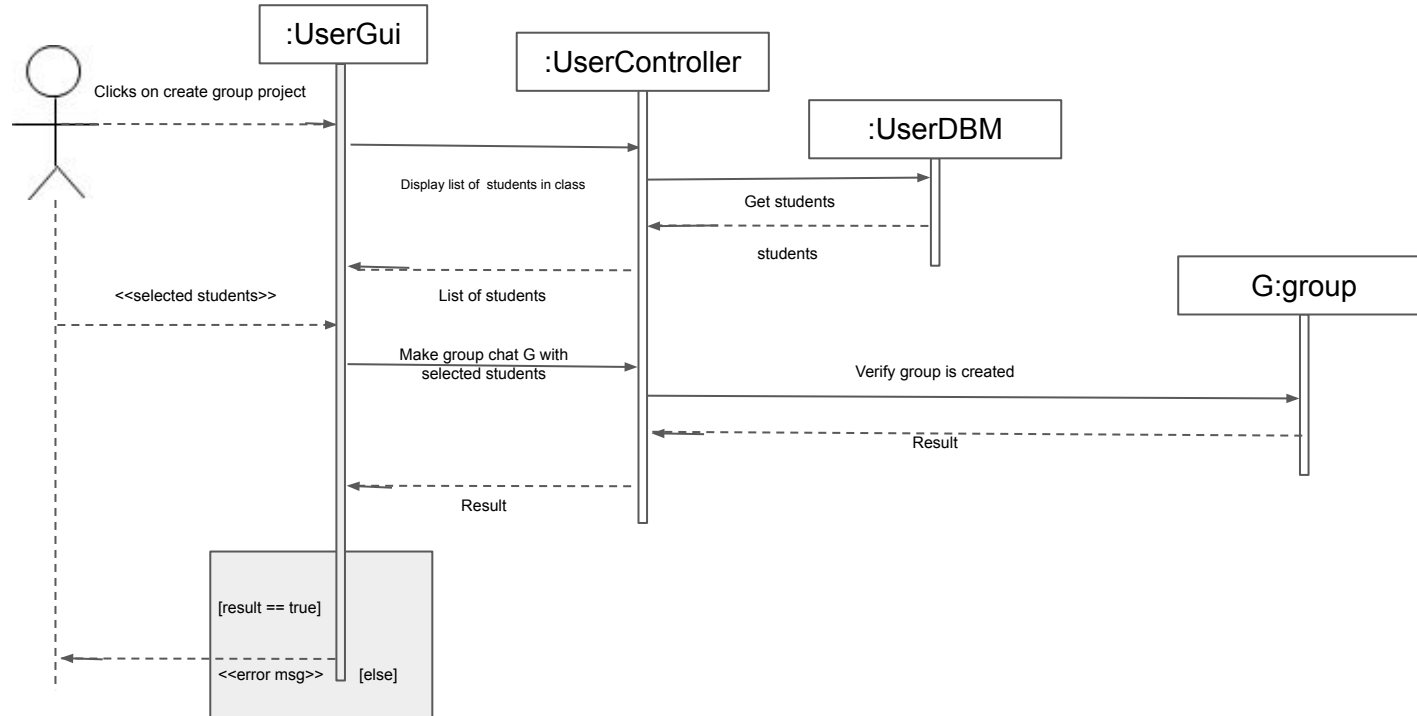 :UserGui
:UserController
Clicks on create group project
:UserDBM
Display list of students in class
Get students
students
G:group
<<selected students>>
List of students
Make group chat G with
selected students
Verify group is created
Result
Result
[result == true]
<<error msg>>
[else]